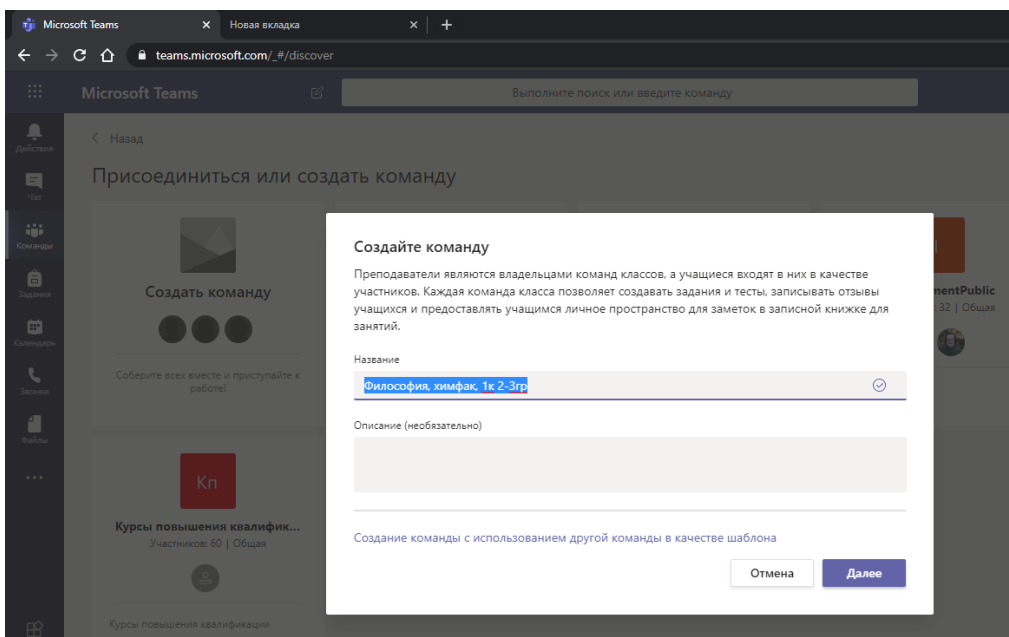 Microsoft Teams
Новая вкладка
teams.microsoft.com/_#/discover
Microsoft Teams
Выполните поиск или введите команду
Действия
Чат
Команды
Задания
Календарь
Звонки
Файлы
Назад
Присоединиться или создать команду
Создать команду
Соберите всех вместе и приступайте к
работе!
Кп
Курсы повышения квалифик...
Участников: 60 | Общая
Курсы повышения квалификации
Создайте команду
Преподаватели являются владельцами команд классов, а учащиеся входят в них в качестве
участников. Каждая команда класса позволяет создавать задания и тесты, записывать отзывы
учащихся и предоставлять учащимся личное пространство для заметок в записной книжке для
занятий.
Название
Философия, химфак, 1к 2-3гр
Описание (необязательно)
Создание команды с использованием другой команды в качестве шаблона
Отмена
Далее
mentPublic
: 32 | Общая